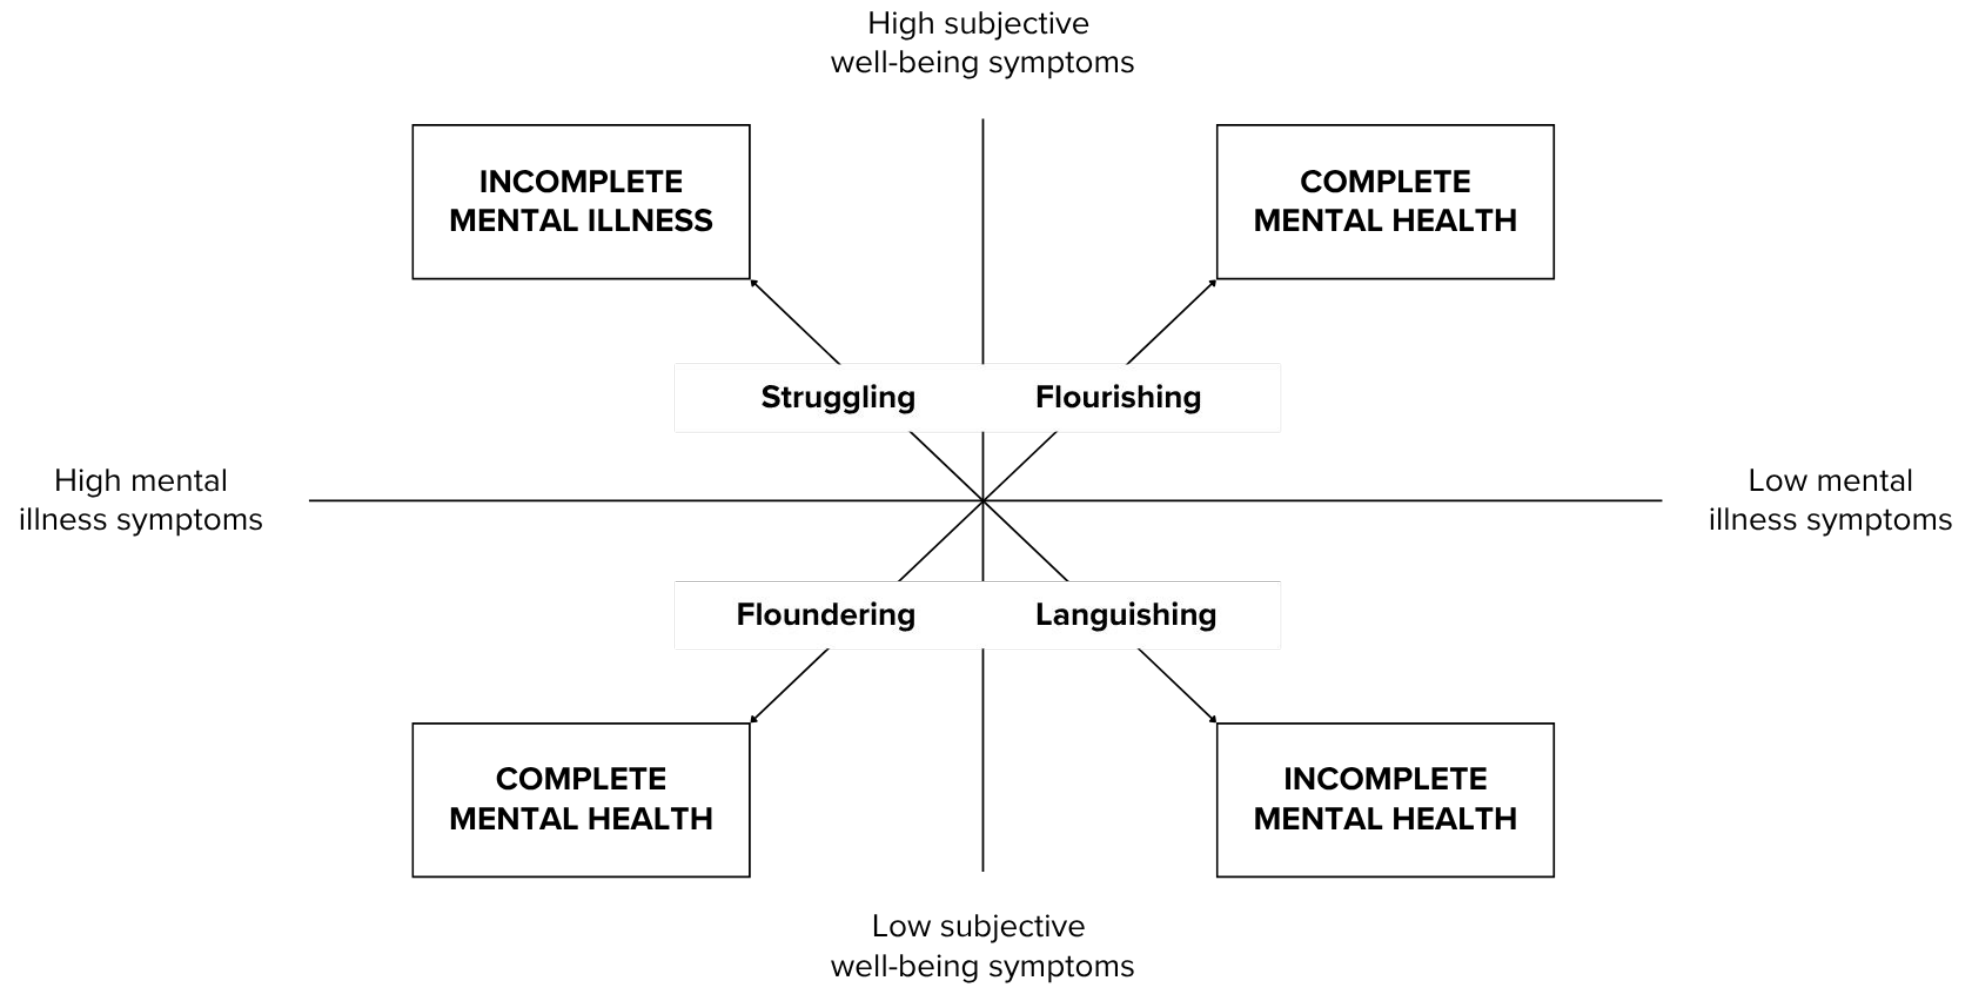 High subjective
well-being symptoms
INCOMPLETE
MENTAL ILLNESS
COMPLETE
MENTAL HEALTH
Struggling
Flourishing
High mental
illness symptoms
Low mental
illness symptoms
Floundering
Languishing
COMPLETE
MENTAL HEALTH
INCOMPLETE
MENTAL HEALTH
Low subjective
well-being symptoms